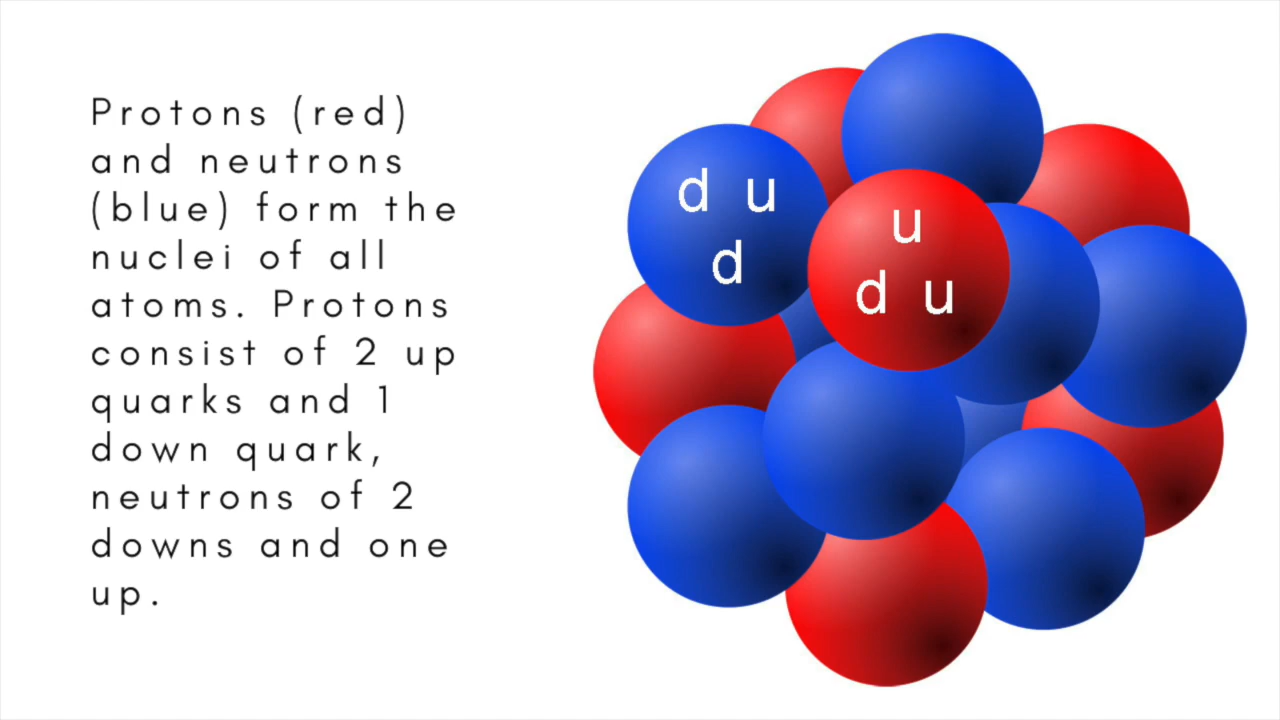 Protons (red)
and neutrons
(blue) form the
nuclei of all
atoms. Protons
consist of 2 up
quarks and 1
down quark,
neutrons of 2
downs and one
up.
d u
d
u
d u